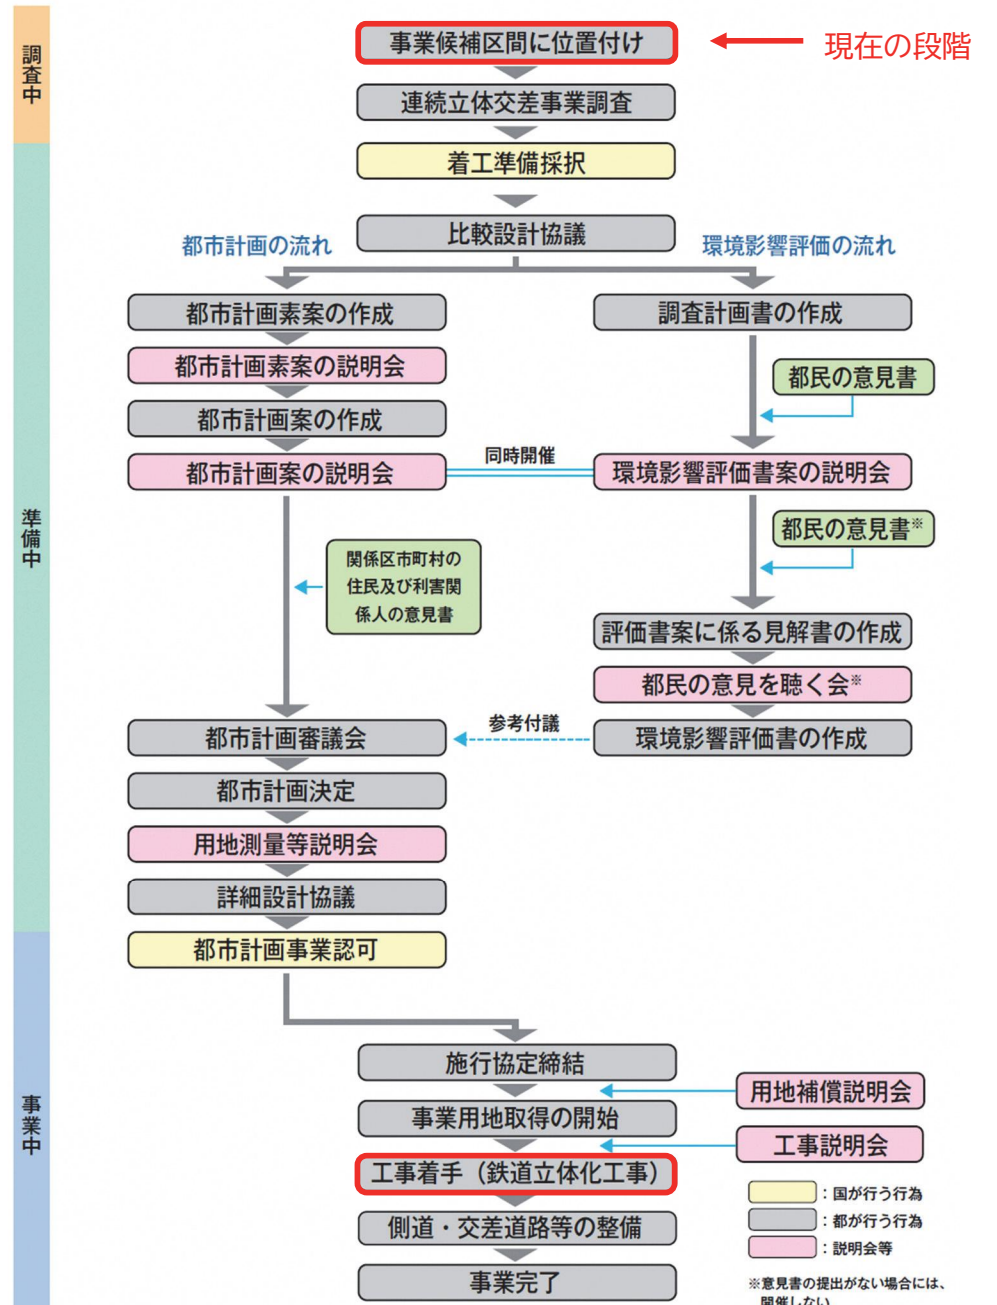 調査中
事業候補区間に位置付け
現在の段階
連続立体交差事業調査
着工準備採択
準備中
比較設計協議
都市計画の流れ
環境影響評価の流れ
都市計画素案の作成
調査計画書の作成
都市計画素案の説明会
都民の意見書
都市計画案の作成
都市計画案の説明会
同時開催
環境影響評価書案の説明会
都民の意見書※
関係区市町村の
住民及び利害関
係人の意見書
評価書案に係る見解書の作成
都民の意見を聴く会※
都市計画審議会
参考付議
環境影響評価書の作成
都市計画決定
用地測量等説明会
詳細設計協議
都市計画事業認可
事業中
施行協定締結
用地補償説明会
事業用地取得の開始
工事説明会
工事着手（鉄道立体化工事）
側道・交差道路等の整備
事業完了
：国が行う行為
：都が行う行為
：説明会等
※意見書の提出がない場合には、
開催しない